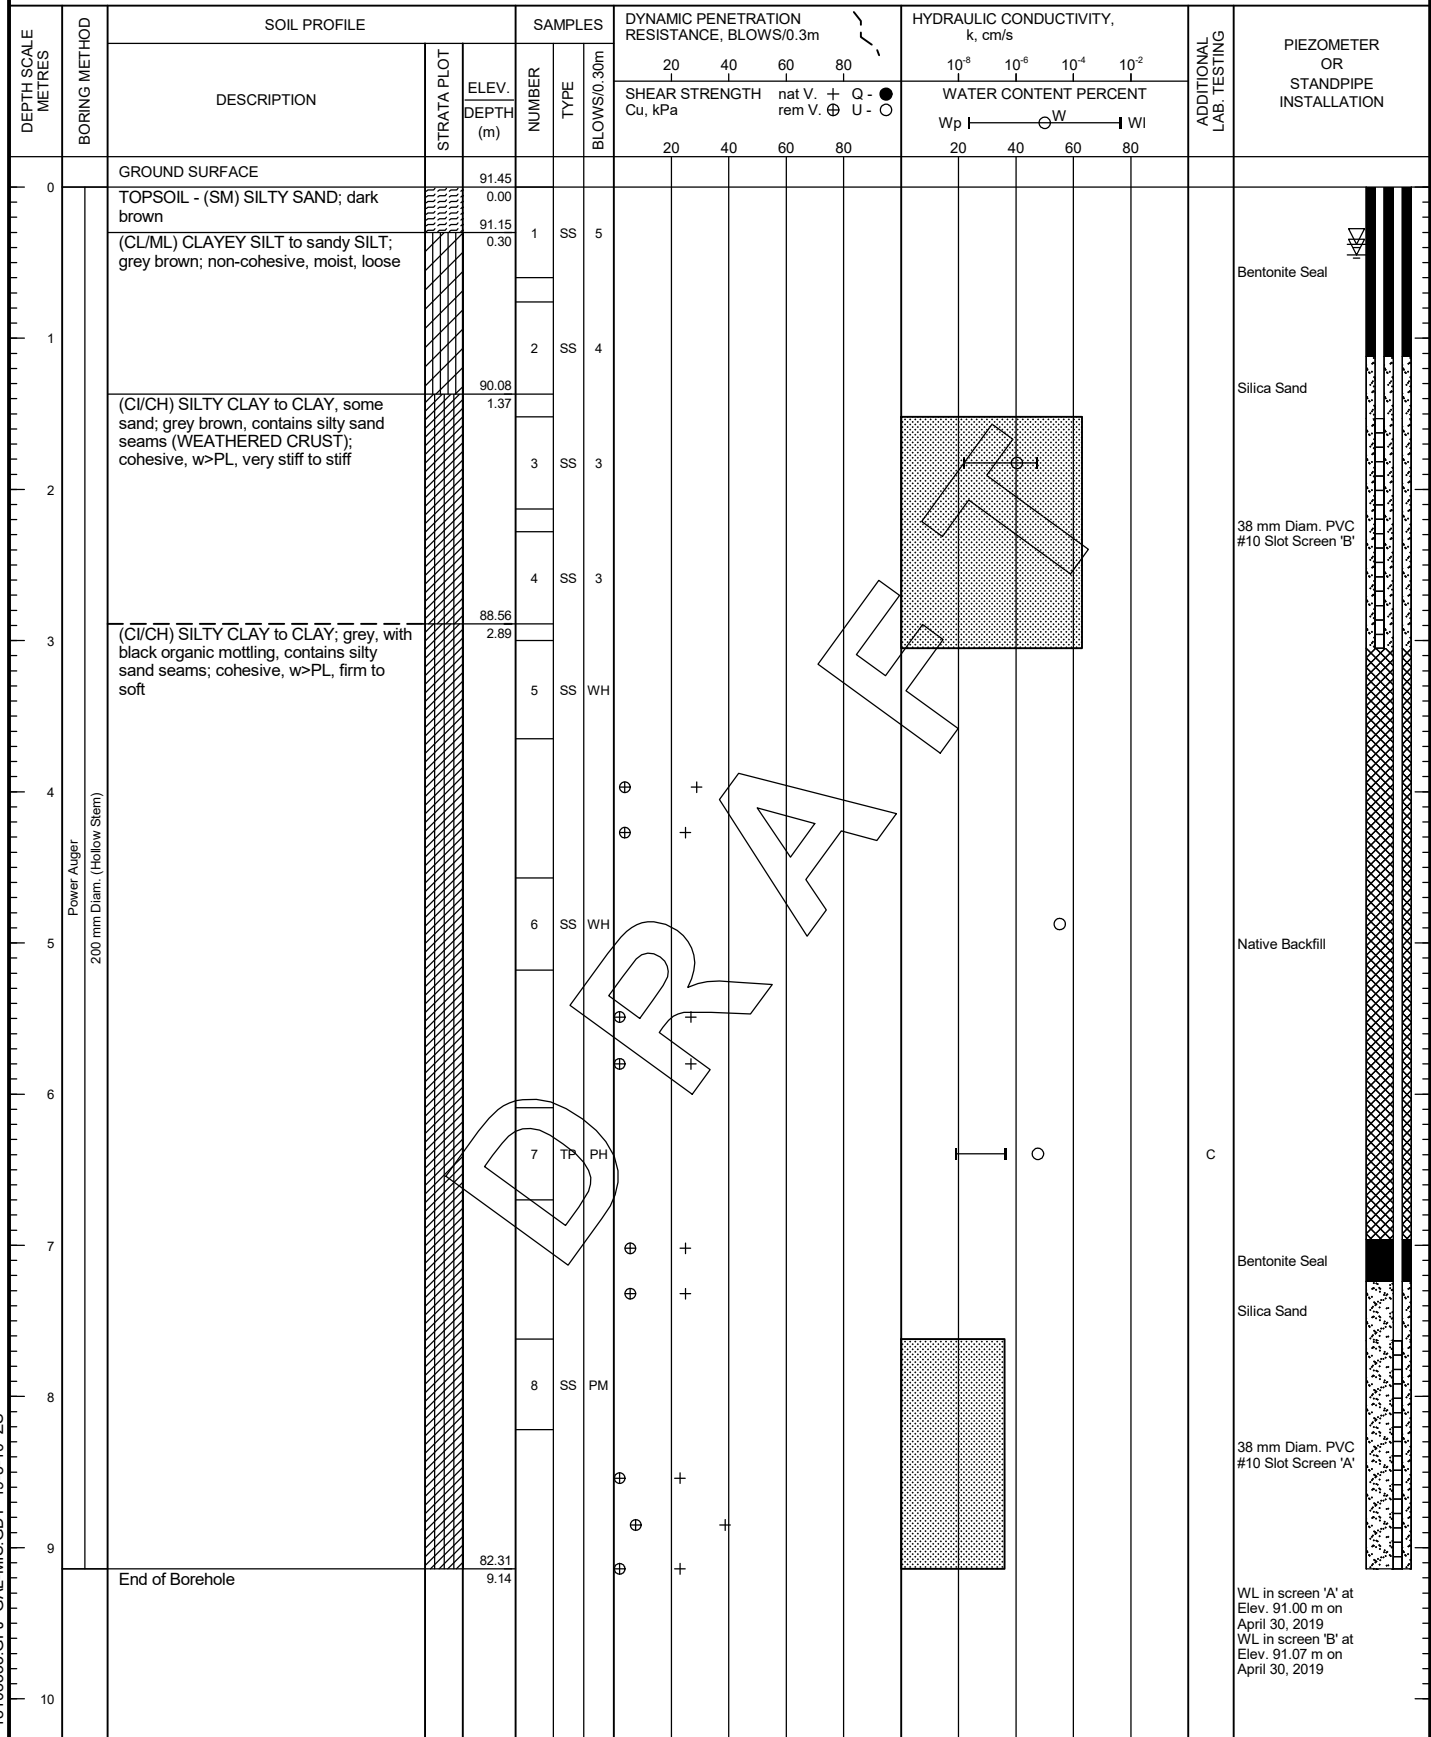 DEPTH SCALE
METRES
BORING METHOD
SOIL PROFILE
DESCRIPTION
STRATA PLOT
ELEV.
DEPTH
(m)
SAMPLES
NUMBER
TYPE
BLOWS/0.30m
DYNAMIC PENETRATION
RESISTANCE, BLOWS/0.3m
20 40 60 80
SHEAR STRENGTH nat V. + Q - ●
Cu, kPa rem V. ⊕ U - ○
20 40 60 80
HYDRAULIC CONDUCTIVITY,
k, cm/s
10⁻⁸ 10⁻⁶ 10⁻⁴ 10⁻²
WATER CONTENT PERCENT
Wp W Wl
20 40 60 80
ADDITIONAL
LAB. TESTING
PIEZOMETER
OR
STANDPIPE
INSTALLATION
GROUND SURFACE 91.45
0
TOPSOIL - (SM) SILTY SAND; dark
brown
0.00
91.15
(CL/ML) CLAYEY SILT to sandy SILT;
grey brown; non-cohesive, moist, loose
0.30
1 SS 5
Bentonite Seal
1
2 SS 4
90.08
Silica Sand
(CI/CH) SILTY CLAY to CLAY, some
sand; grey brown, contains silty sand
seams (WEATHERED CRUST);
cohesive, w>PL, very stiff to stiff
1.37
3 SS 3
2
38 mm Diam. PVC
#10 Slot Screen 'B'
4 SS 3
88.56
(CI/CH) SILTY CLAY to CLAY; grey, with
black organic mottling, contains silty
sand seams; cohesive, w>PL, firm to
soft
2.89
3
5 SS WH
4
Power Auger
200 mm Diam. (Hollow Stem)
6 SS WH
5
Native Backfill
6
7 TP PH
C
7
Bentonite Seal
Silica Sand
8 SS PM
8
38 mm Diam. PVC
#10 Slot Screen 'A'
9
82.31
End of Borehole
9.14
WL in screen 'A' at
Elev. 91.00 m on
April 30, 2019
WL in screen 'B' at
Elev. 91.07 m on
April 30, 2019
10
DRAFT